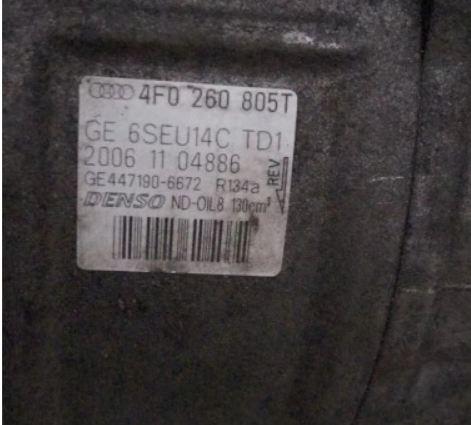 4F0 260 805T
GE 6SEU14C TD1
2006 11 04886
GE447190-6672 R134a
REV
DENSO ND-OIL8 130cm³